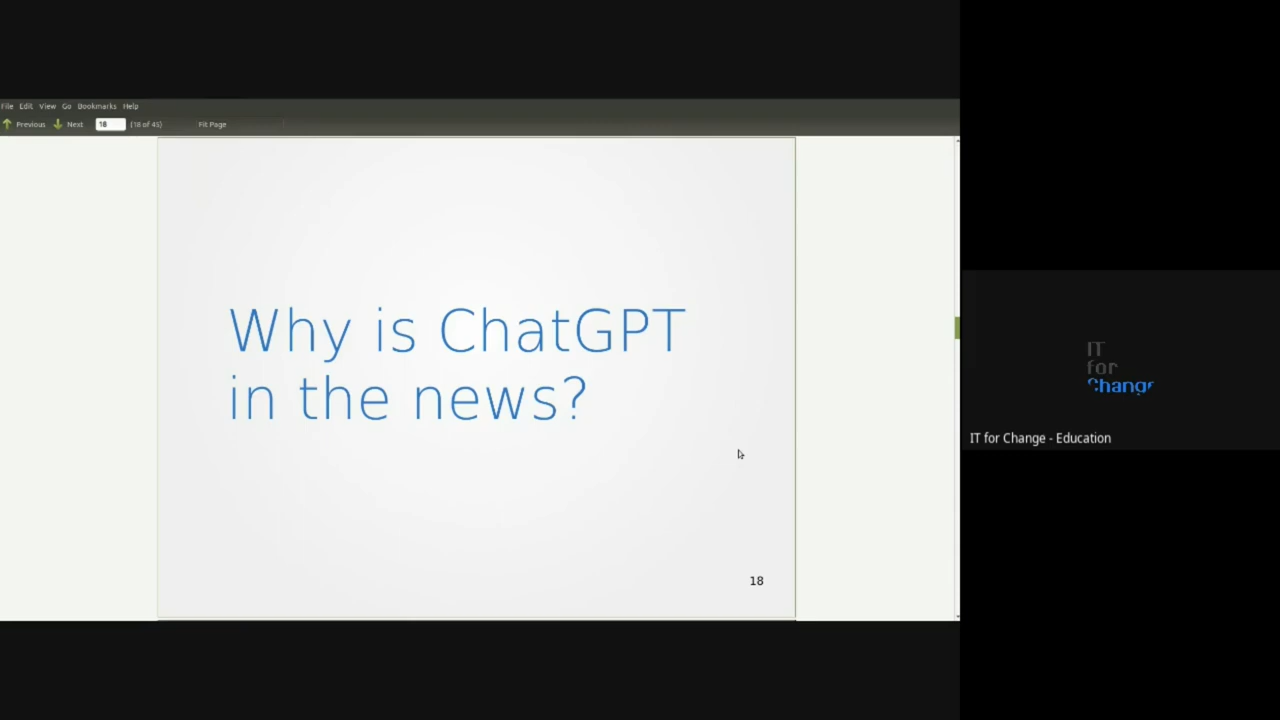 File Edit View Go Bookmarks Help
Previous Next 18 (18 of 45) Fit Page
Why is ChatGPT
in the news?
18
IT
for
Change
IT for Change - Education